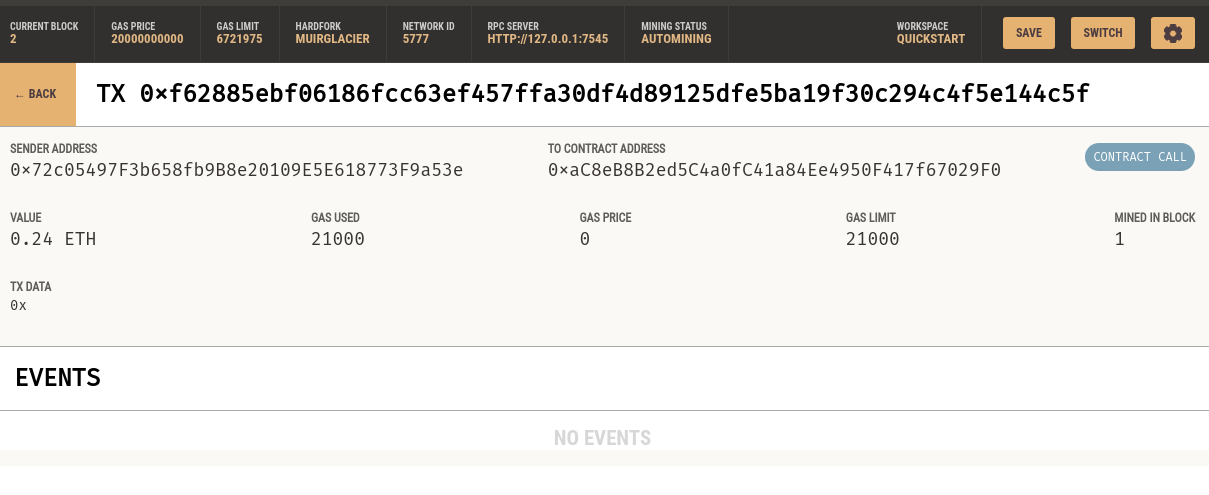 CURRENT BLOCK GAS PRICE GAS LIMIT HARDFORK NETWORK ID RPC SERVER MINING STATUS WORKSPACE
2 20000000000 6721975 MUIRGLACIER 5777 HTTP://127.0.0.1:7545 AUTOMINING QUICKSTART SAVE SWITCH
← BACK TX 0×f62885ebf06186fcc63ef457ffa30df4d89125dfe5ba19f30c294c4f5e144c5f
SENDER ADDRESS TO CONTRACT ADDRESS
0×72c05497F3b658fb9B8e20109E5E618773F9a53e 0×aC8eB8B2ed5C4a0fC41a84Ee4950F417f67029F0 CONTRACT CALL
VALUE GAS USED GAS PRICE GAS LIMIT MINED IN BLOCK
0.24 ETH 21000 0 21000 1
TX DATA
0x
EVENTS
NO EVENTS